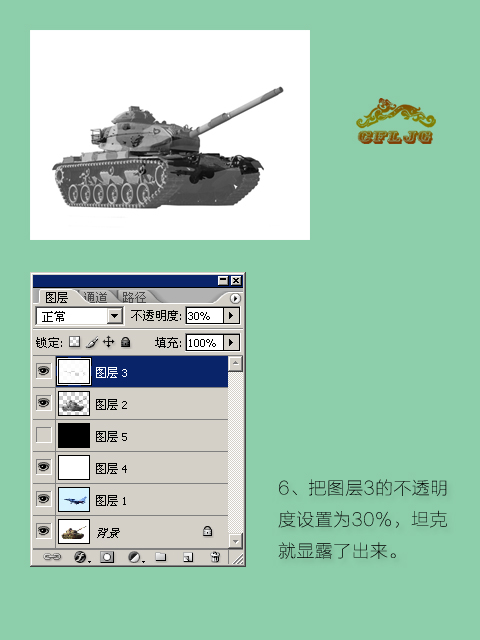 GFLJG
图层 通道 路径
正常 不透明度: 30%
锁定: 填充: 100%
图层 3
图层 2
图层 5
图层 4
图层 1
背景
6、把图层3的不透明
度设置为30%，坦克
就显露了出来。